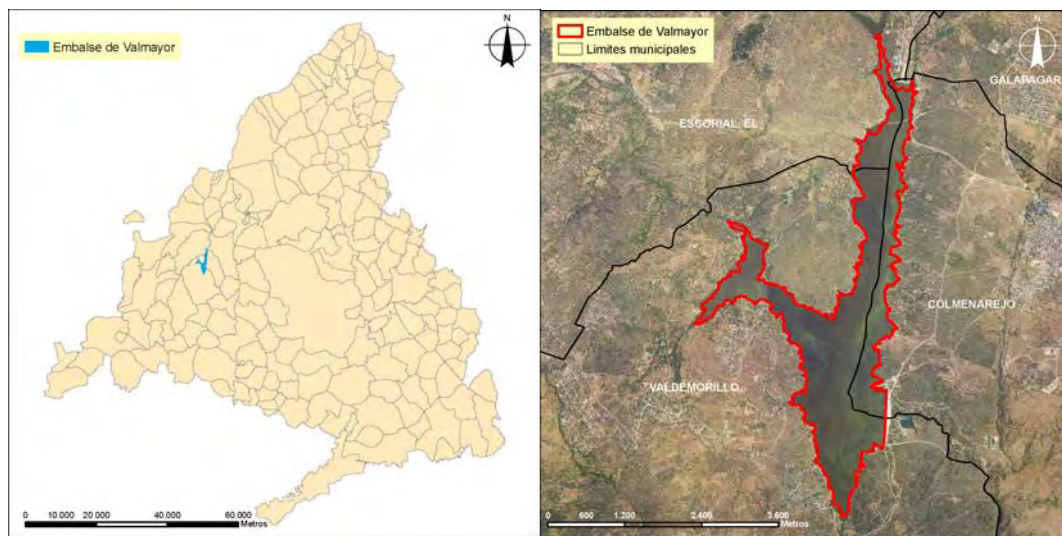 Embalse de Valmayor
N
0 10.000 20.000 40.000 60.000
Metros
Embalse de Valmayor
Límites municipales
N
GALAPAGAR
ESCORIAL, EL
COLMENAREJO
VALDEMORILLO
0 600 1.200 2.400 3.600
Metros